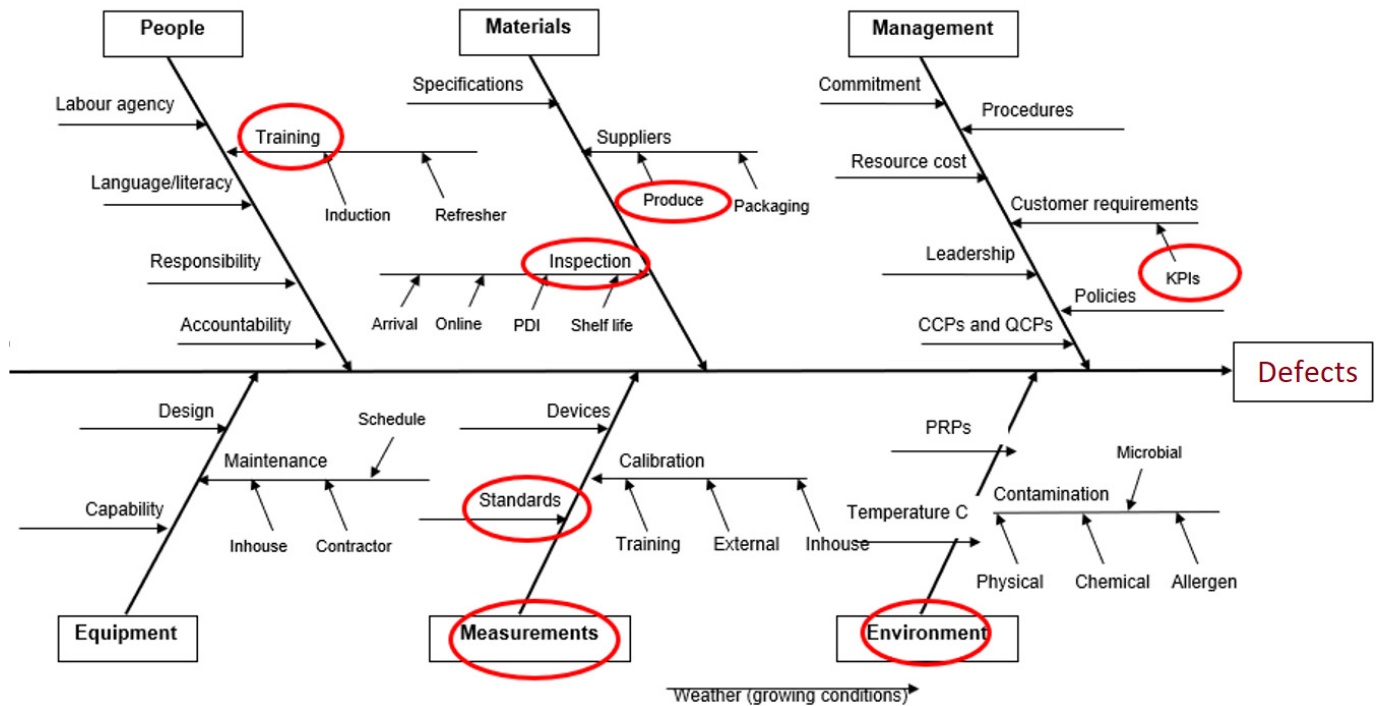 People
Materials
Management
Labour agency
Training
Language/literacy
Induction
Refresher
Responsibility
Accountability
Specifications
Suppliers
Produce
Packaging
Inspection
Arrival
Online
PDI
Shelf life
Commitment
Procedures
Resource cost
Customer requirements
Leadership
KPIs
Policies
CCPs and QCPs
Defects
Design
Schedule
Maintenance
Capability
Inhouse
Contractor
Devices
Calibration
Standards
Training
External
Inhouse
PRPs
Microbial
Contamination
Temperature C
Physical
Chemical
Allergen
Equipment
Measurements
Environment
Weather (growing conditions)